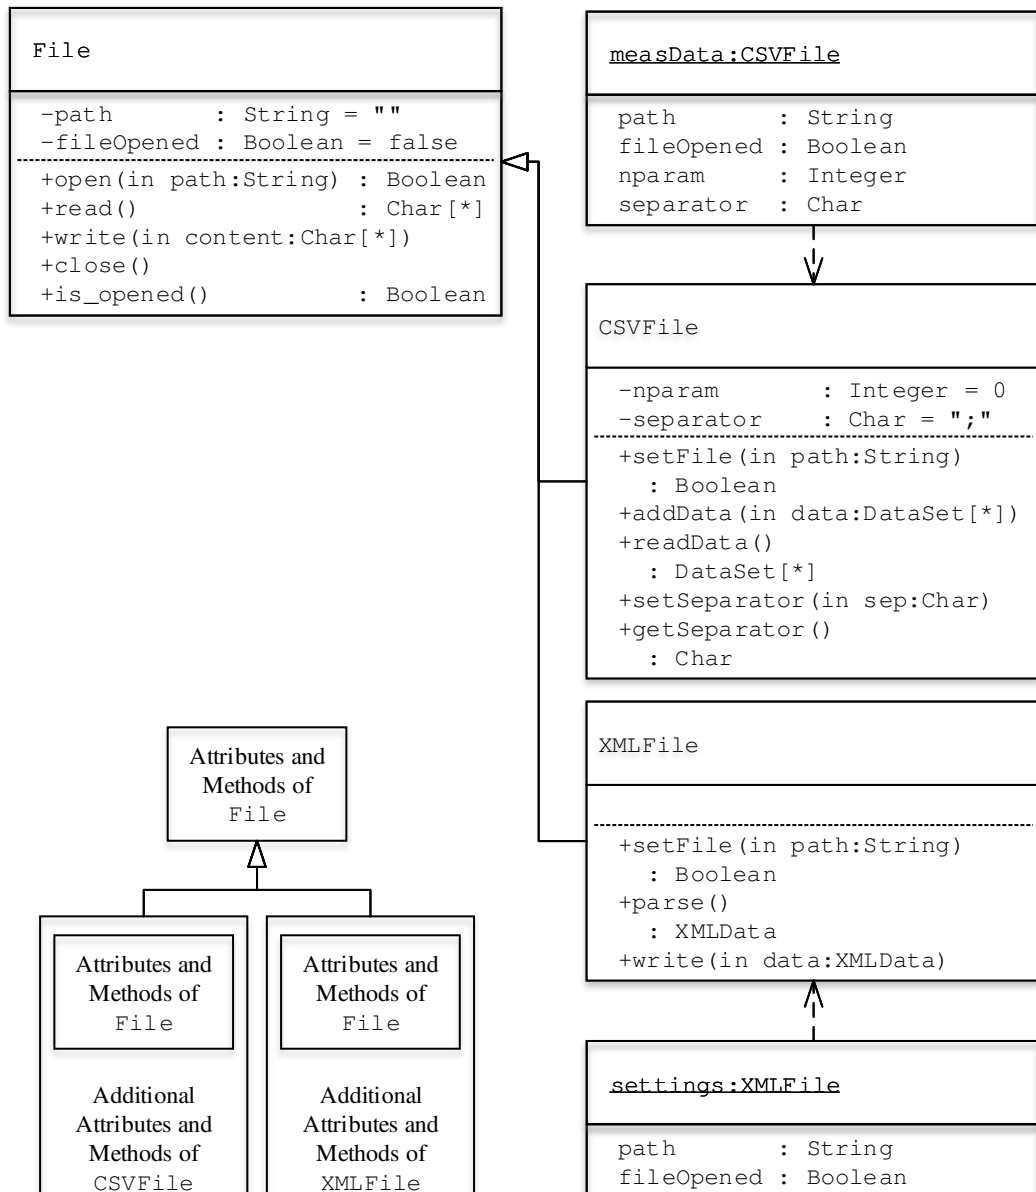 File
-path : String = ""
-fileOpened : Boolean = false
+open(in path:String) : Boolean
+read() : Char[*]
+write(in content:Char[*])
+close()
+is_opened() : Boolean
measData:CSVFile
path : String
fileOpened : Boolean
nparam : Integer
separator : Char
CSVFile
-nparam : Integer = 0
-separator : Char = ";"
+setFile(in path:String)
: Boolean
+addData(in data:DataSet[*])
+readData()
: DataSet[*]
+setSeparator(in sep:Char)
+getSeparator()
: Char
XMLFile
+setFile(in path:String)
: Boolean
+parse()
: XMLData
+write(in data:XMLData)
settings:XMLFile
path : String
fileOpened : Boolean
Attributes and
Methods of
File
Attributes and
Methods of
File
Additional
Attributes and
Methods of
CSVFile
Attributes and
Methods of
File
Additional
Attributes and
Methods of
XMLFile